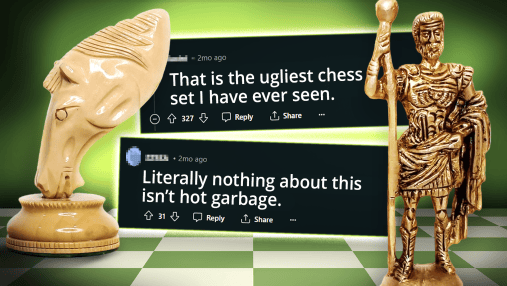 • 2mo ago
That is the ugliest chess
set I have ever seen.
327 Reply Share ...
• 2mo ago
Literally nothing about this
isn't hot garbage.
31 Reply Share ...